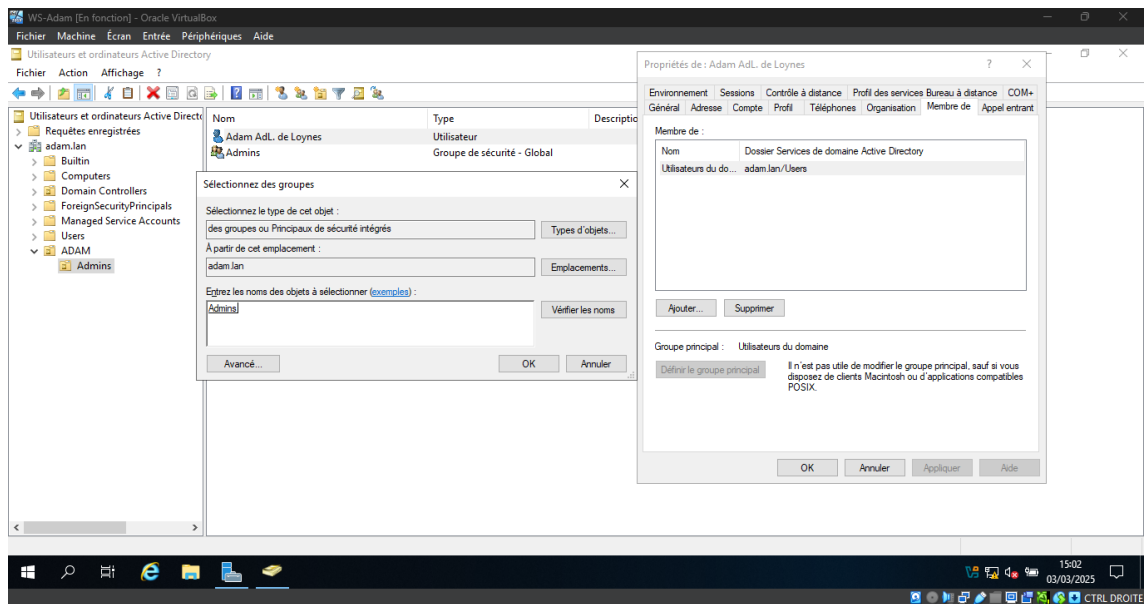 WS-Adam [En fonction] - Oracle VirtualBox
Fichier Machine Écran Entrée Périphériques Aide
Utilisateurs et ordinateurs Active Directory
Fichier Action Affichage ?
Utilisateurs et ordinateurs Active Directo
Requêtes enregistrées
adam.lan
Builtin
Computers
Domain Controllers
ForeignSecurityPrincipals
Managed Service Accounts
Users
ADAM
Admins
Nom Type Descriptio
Adam AdL. de Loynes Utilisateur
Admins Groupe de sécurité - Global
Sélectionnez des groupes
Sélectionnez le type de cet objet :
des groupes ou Principaux de sécurité intégrés Types d'objets...
À partir de cet emplacement :
adam.lan Emplacements...
Entrez les noms des objets à sélectionner (exemples) :
Admins Vérifier les noms
Avancé... OK Annuler
Propriétés de : Adam AdL. de Loynes ?
Environnement Sessions Contrôle à distance Profil des services Bureau à distance COM+
Général Adresse Compte Profil Téléphones Organisation Membre de Appel entrant
Membre de :
Nom Dossier Services de domaine Active Directory
Utilisateurs du do... adam.lan/Users
Ajouter... Supprimer
Groupe principal : Utilisateurs du domaine
Définir le groupe principal
Il n'est pas utile de modifier le groupe principal, sauf si vous
disposez de clients Macintosh ou d'applications compatibles
POSIX.
OK Annuler Appliquer Aide
15:02
03/03/2025
CTRL DROITE